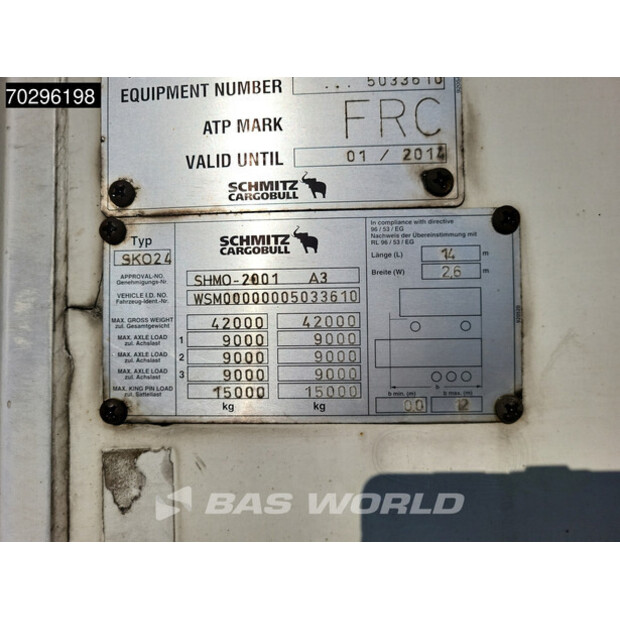 70296198
EQUIPMENT NUMBER ... 5033610
ATP MARK FRC
VALID UNTIL 01 / 2014
SCHMITZ
CARGOBULL
Typ
SKO24
SCHMITZ
CARGOBULL
In compliance with directive
96 / 53 / EG
Nachweis der Übereinstimmung mit
RL 96 / 53 / EG
Länge (L) 14 m
Breite (W) 2,6 m
APPROVAL-NO.
Genehmigungs-Nr. SHMO-2001 A3
VEHICLE I.D. NO.
Fahrzeug-Ident.-Nr. WSM00000005033610
MAX. GROSS WEIGHT
zul. Gesamtgewicht 42000 42000
MAX. AXLE LOAD
zul. Achslast 1 9000 9000
MAX. AXLE LOAD
zul. Achslast 2 9000 9000
MAX. AXLE LOAD
zul. Achslast 3 9000 9000
MAX. KING PIN LOAD
zul. Sattellast 15000 15000
kg kg
b min. (m) b max. (m)
00 12
BAS WORLD